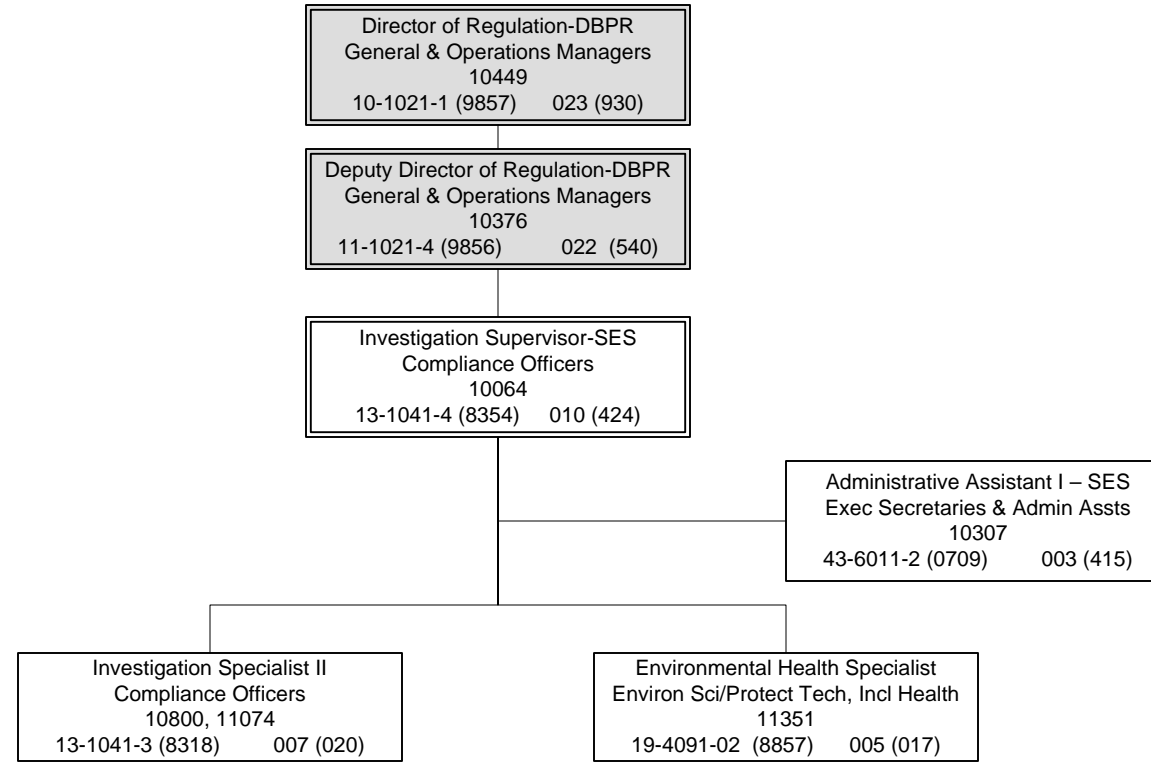 Director of Regulation-DBPR
General & Operations Managers
10449
10-1021-1 (9857) 023 (930)
Deputy Director of Regulation-DBPR
General & Operations Managers
10376
11-1021-4 (9856) 022 (540)
Investigation Supervisor-SES
Compliance Officers
10064
13-1041-4 (8354) 010 (424)
Administrative Assistant I – SES
Exec Secretaries & Admin Assts
10307
43-6011-2 (0709) 003 (415)
Investigation Specialist II
Compliance Officers
10800, 11074
13-1041-3 (8318) 007 (020)
Environmental Health Specialist
Environ Sci/Protect Tech, Incl Health
11351
19-4091-02 (8857) 005 (017)